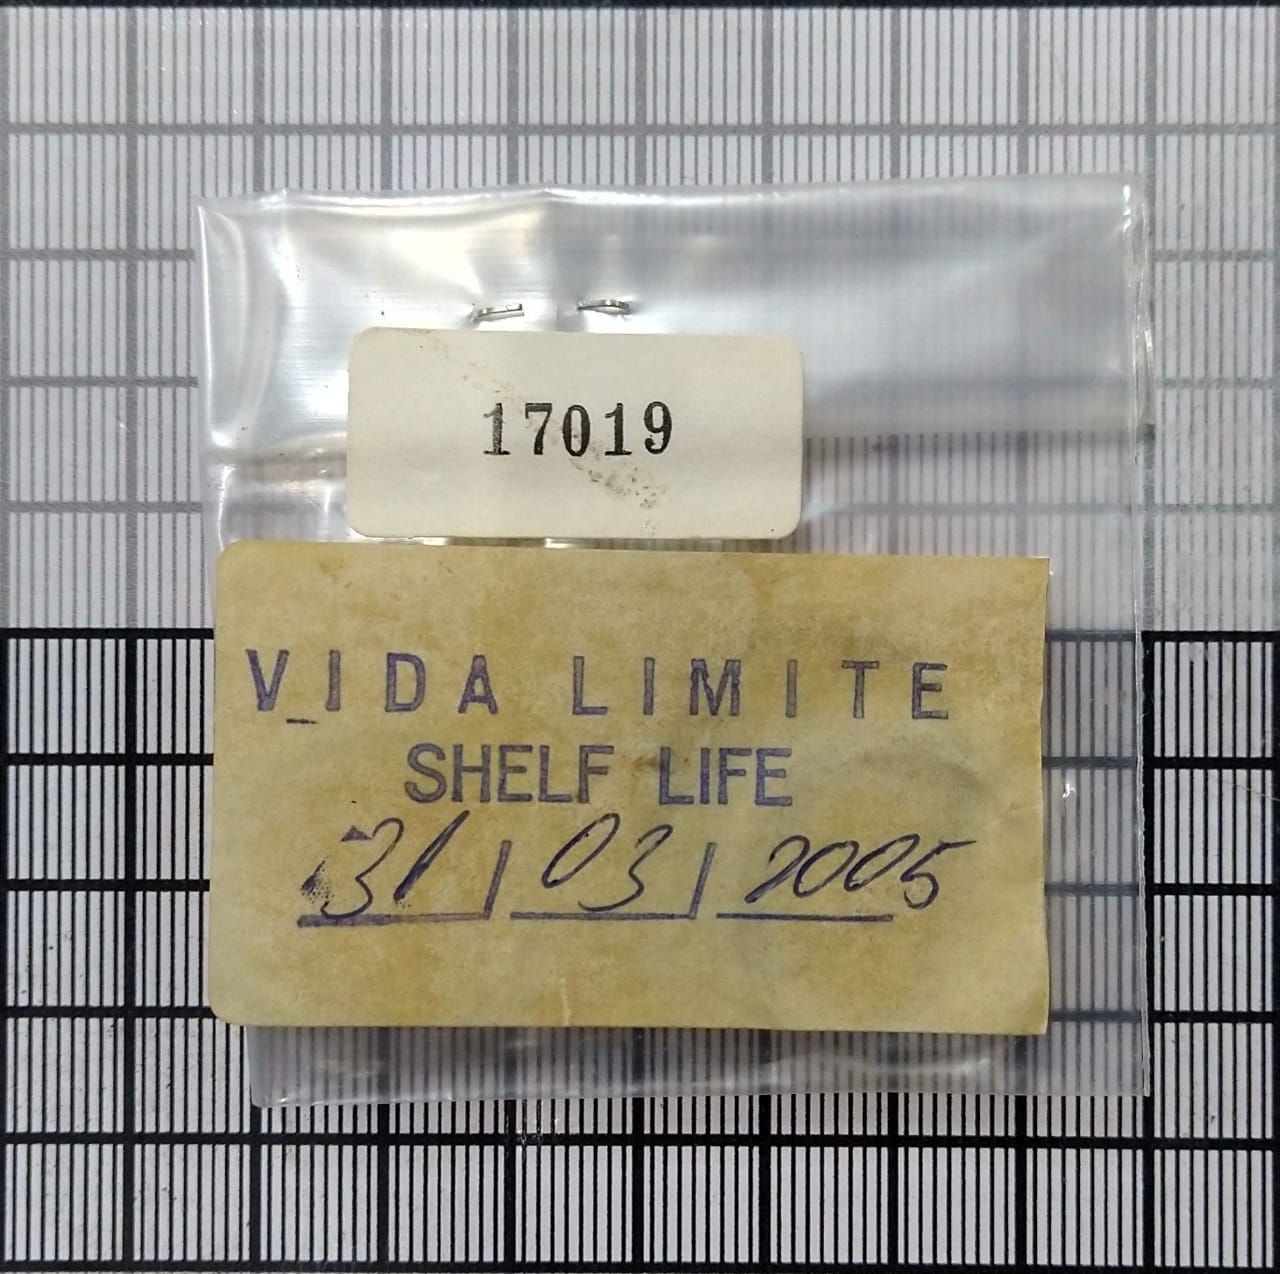 17019
VIDA LIMITE
SHELF LIFE
31/03/2005